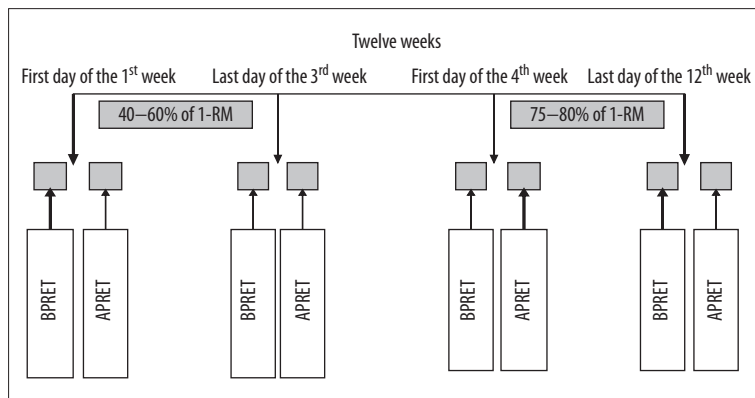 Twelve weeks
First day of the 1st week Last day of the 3rd week First day of the 4th week Last day of the 12th week
40–60% of 1-RM 75–80% of 1-RM
BPRET APRET BPRET APRET BPRET APRET BPRET APRET